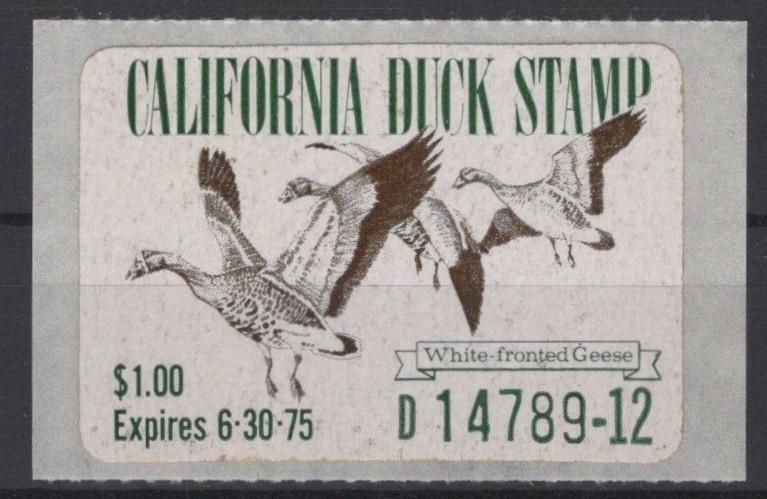 CALIFORNIA DUCK STAMP
White-fronted Geese
$1.00
Expires 6·30·75
D 14789-12